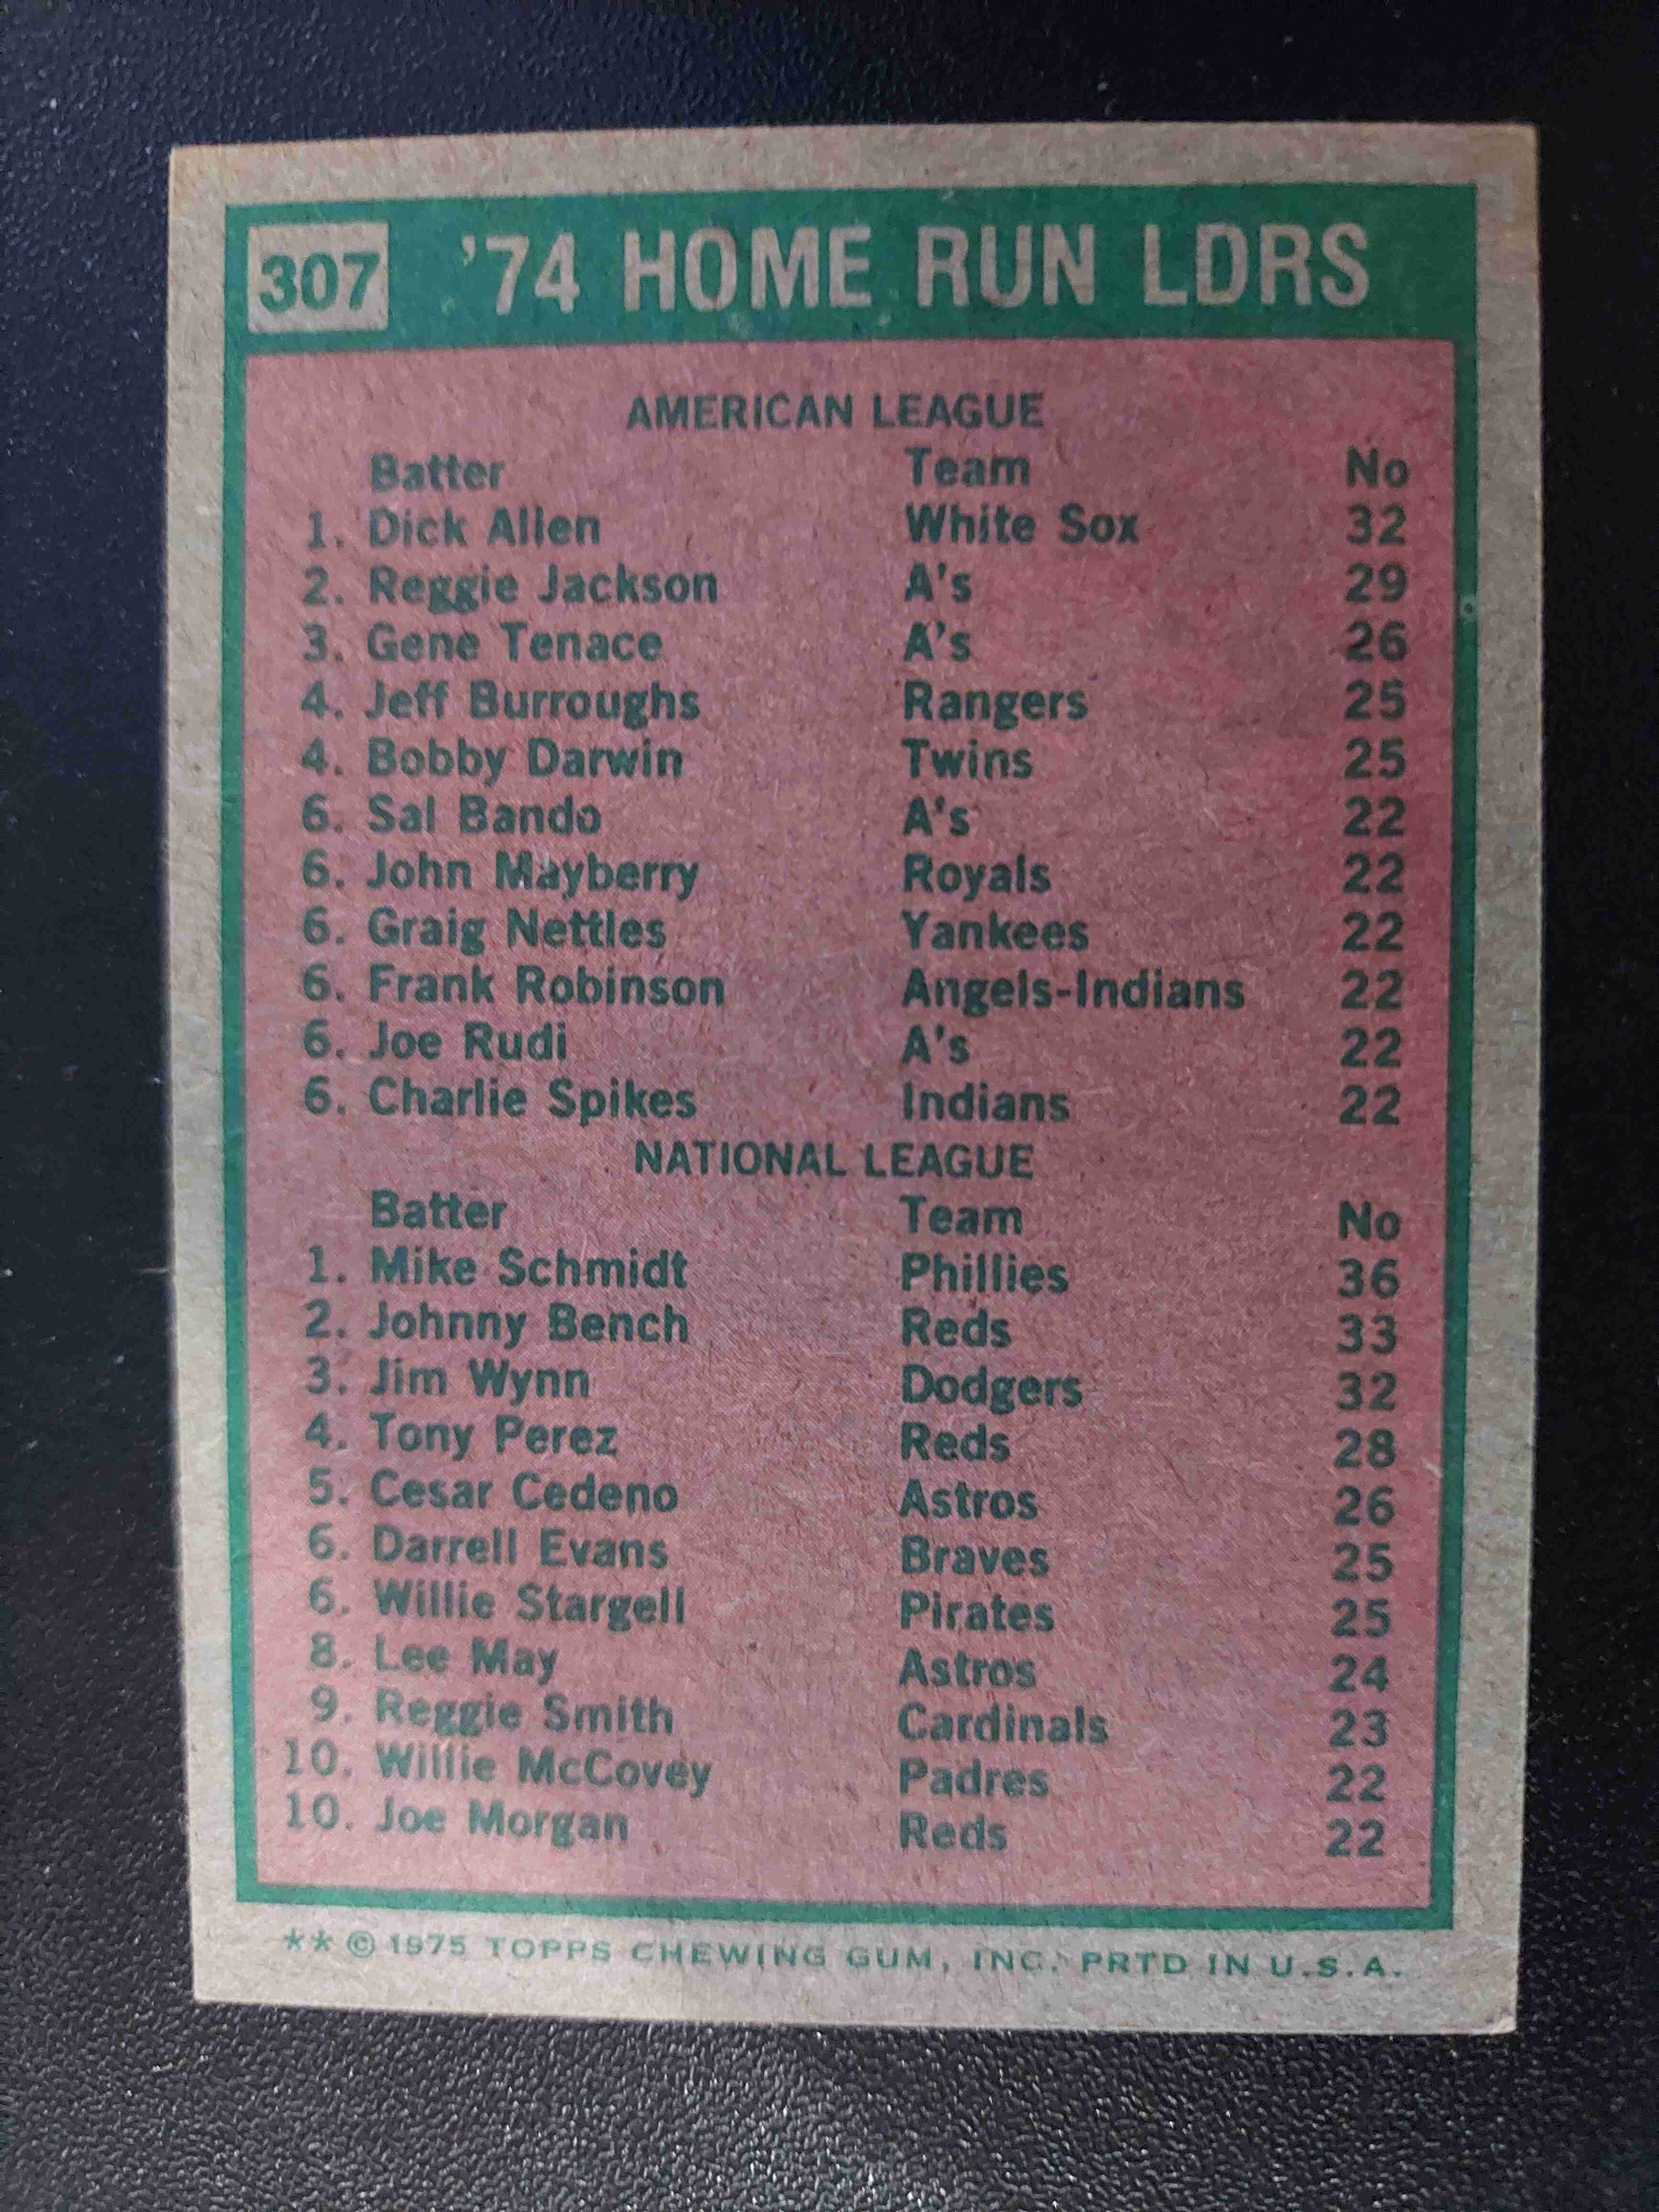 307 '74 HOME RUN LDRS
AMERICAN LEAGUE
Batter Team No
1. Dick Allen White Sox 32
2. Reggie Jackson A's 29
3. Gene Tenace A's 26
4. Jeff Burroughs Rangers 25
4. Bobby Darwin Twins 25
6. Sal Bando A's 22
6. John Mayberry Royals 22
6. Graig Nettles Yankees 22
6. Frank Robinson Angels-Indians 22
6. Joe Rudi A's 22
6. Charlie Spikes Indians 22
NATIONAL LEAGUE
Batter Team No
1. Mike Schmidt Phillies 36
2. Johnny Bench Reds 33
3. Jim Wynn Dodgers 32
4. Tony Perez Reds 28
5. Cesar Cedeno Astros 26
6. Darrell Evans Braves 25
6. Willie Stargell Pirates 25
8. Lee May Astros 24
9. Reggie Smith Cardinals 23
10. Willie McCovey Padres 22
10. Joe Morgan Reds 22
** © 1975 TOPPS CHEWING GUM, INC. PRTD IN U.S.A.